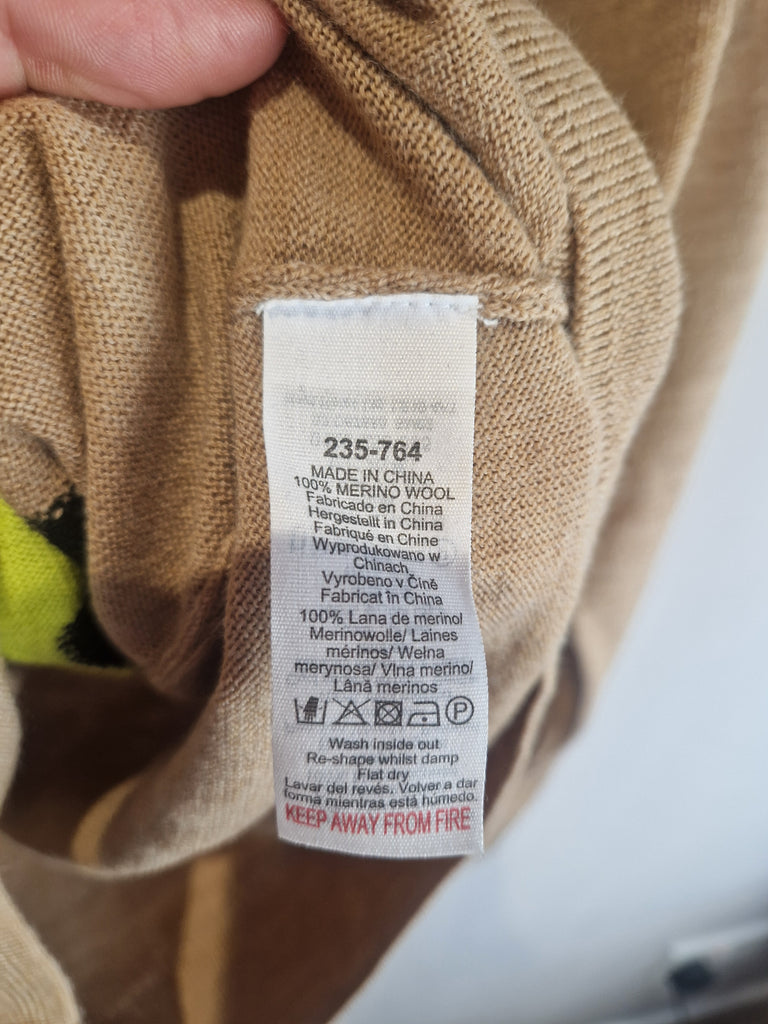 235-764
MADE IN CHINA
100% MERINO WOOL
Fabricado en China
Hergestellt in China
Fabriqué en Chine
Wyprodukowano w
Chinach
Vyrobeno v Číně
Fabricat în China
100% Lana de merino/
Merinowolle/ Laines
mérinos/ Wełna
merynosa/ Vlna merino/
Lână merinos
P
Wash inside out
Re-shape whilst damp
Flat dry
Lavar del revés. Volver a dar
forma mientras está húmedo.
KEEP AWAY FROM FIRE